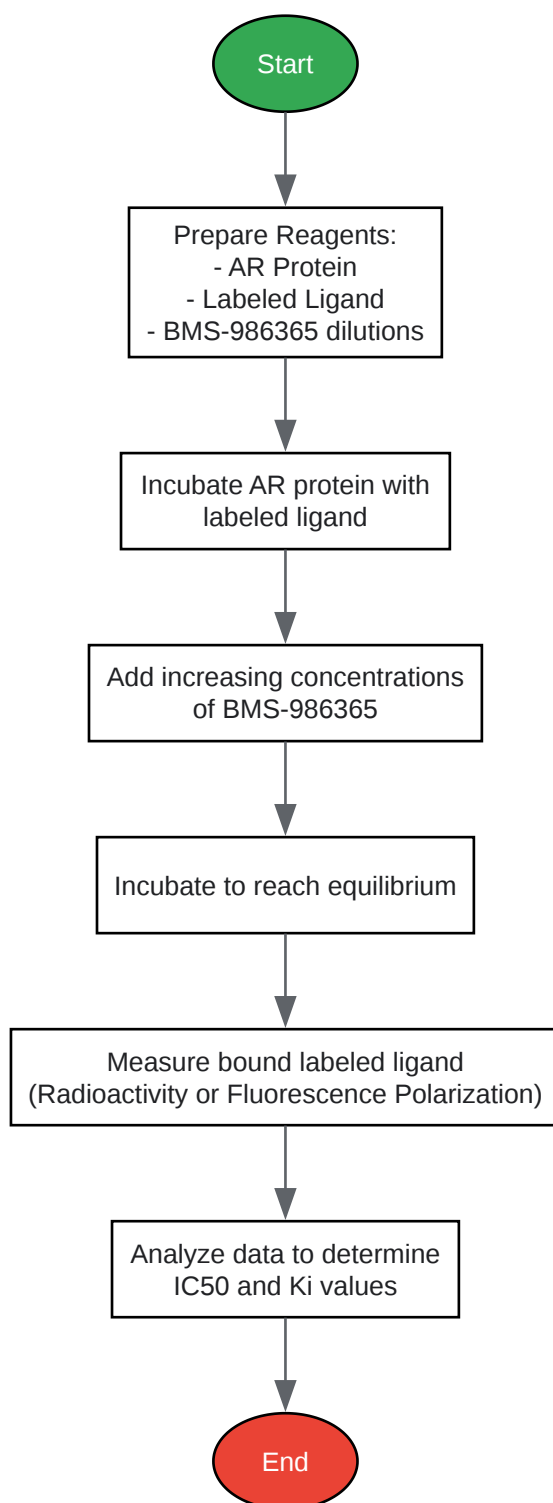 Start
Prepare Reagents:
- AR Protein
- Labeled Ligand
- BMS-986365 dilutions
Incubate AR protein with
labeled ligand
Add increasing concentrations
of BMS-986365
Incubate to reach equilibrium
Measure bound labeled ligand
(Radioactivity or Fluorescence Polarization)
Analyze data to determine
IC50 and Ki values
End